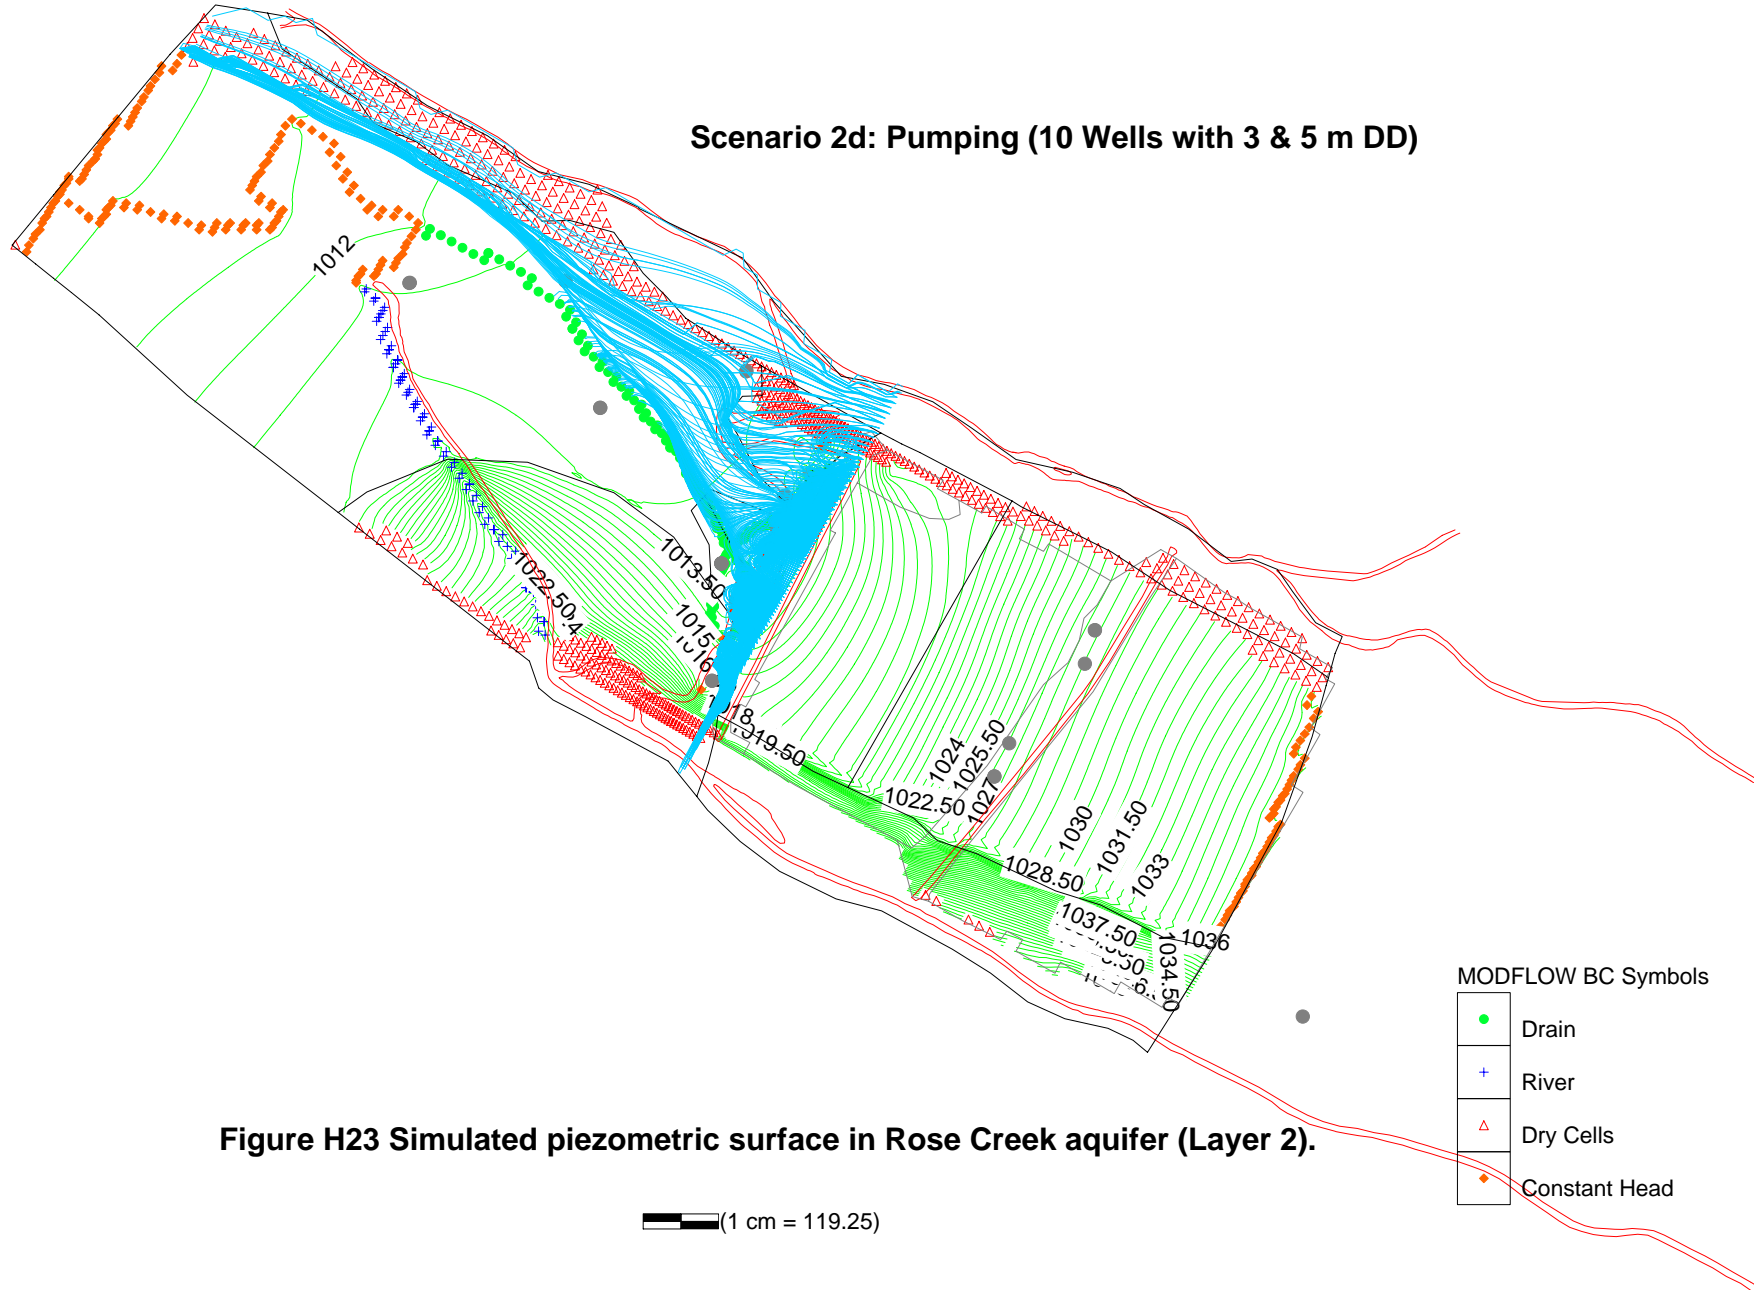 Scenario 2d: Pumping (10 Wells with 3 & 5 m DD)
1012
1013.50
1022.50
1015
1016
1018
1019.50
1024
1025.50
1027
1022.50
1030
1031.50
1033
1028.50
1037.50
1036
1034.50
MODFLOW BC Symbols
Drain
River
Dry Cells
Constant Head
Figure H23 Simulated piezometric surface in Rose Creek aquifer (Layer 2).
(1 cm = 119.25)